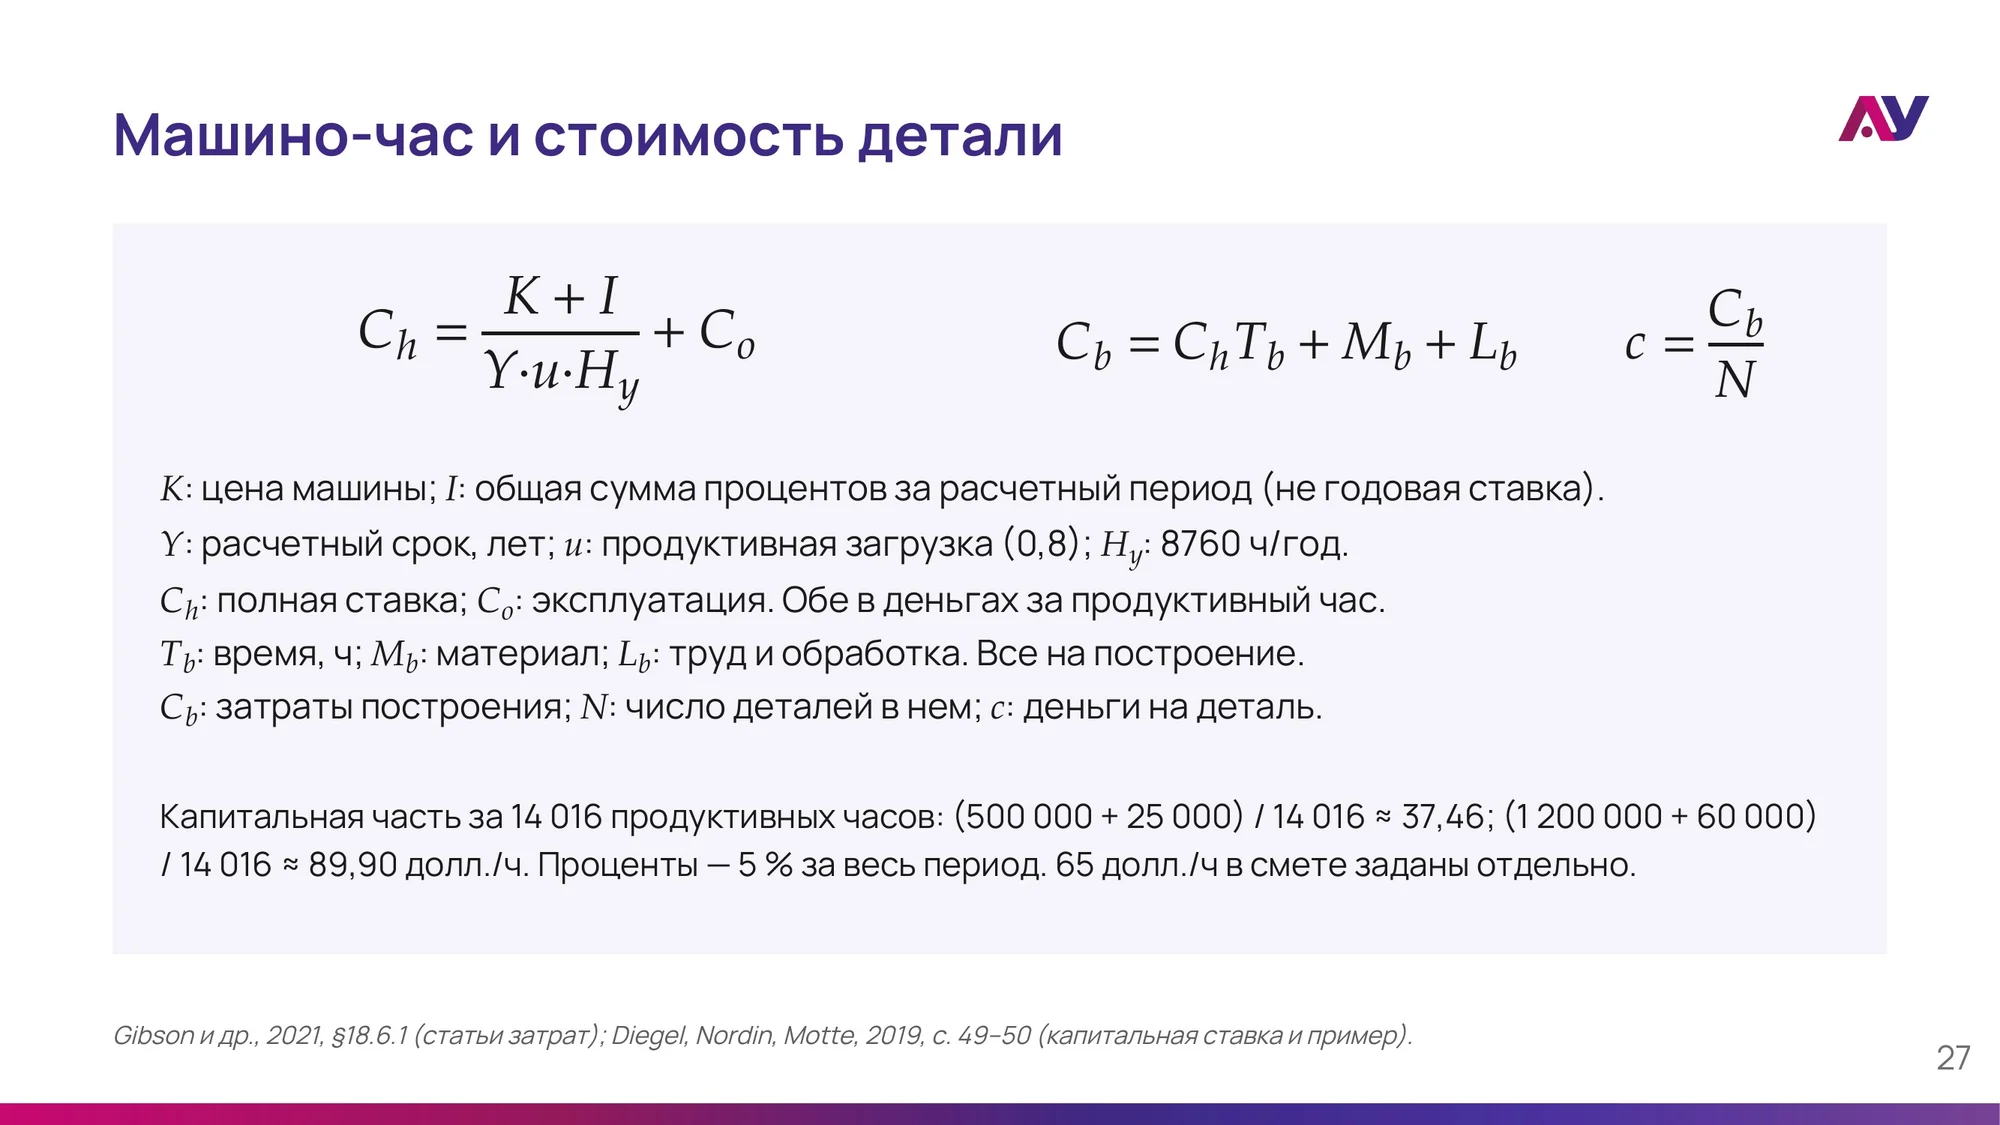 Машино-час и стоимость детали
АУ
C_h = (K + I) / (Y·u·H_y) + C_o
C_b = C_h T_b + M_b + L_b
c = C_b / N
K: цена машины; I: общая сумма процентов за расчетный период (не годовая ставка).
Y: расчетный срок, лет; u: продуктивная загрузка (0,8); H_y: 8760 ч/год.
C_h: полная ставка; C_o: эксплуатация. Обе в деньгах за продуктивный час.
T_b: время, ч; M_b: материал; L_b: труд и обработка. Все на построение.
C_b: затраты построения; N: число деталей в нем; c: деньги на деталь.
Капитальная часть за 14 016 продуктивных часов: (500 000 + 25 000) / 14 016 ≈ 37,46; (1 200 000 + 60 000)
/ 14 016 ≈ 89,90 долл./ч. Проценты — 5 % за весь период. 65 долл./ч в смете заданы отдельно.
Gibson и др., 2021, §18.6.1 (статьи затрат); Diegel, Nordin, Motte, 2019, с. 49–50 (капитальная ставка и пример).
27